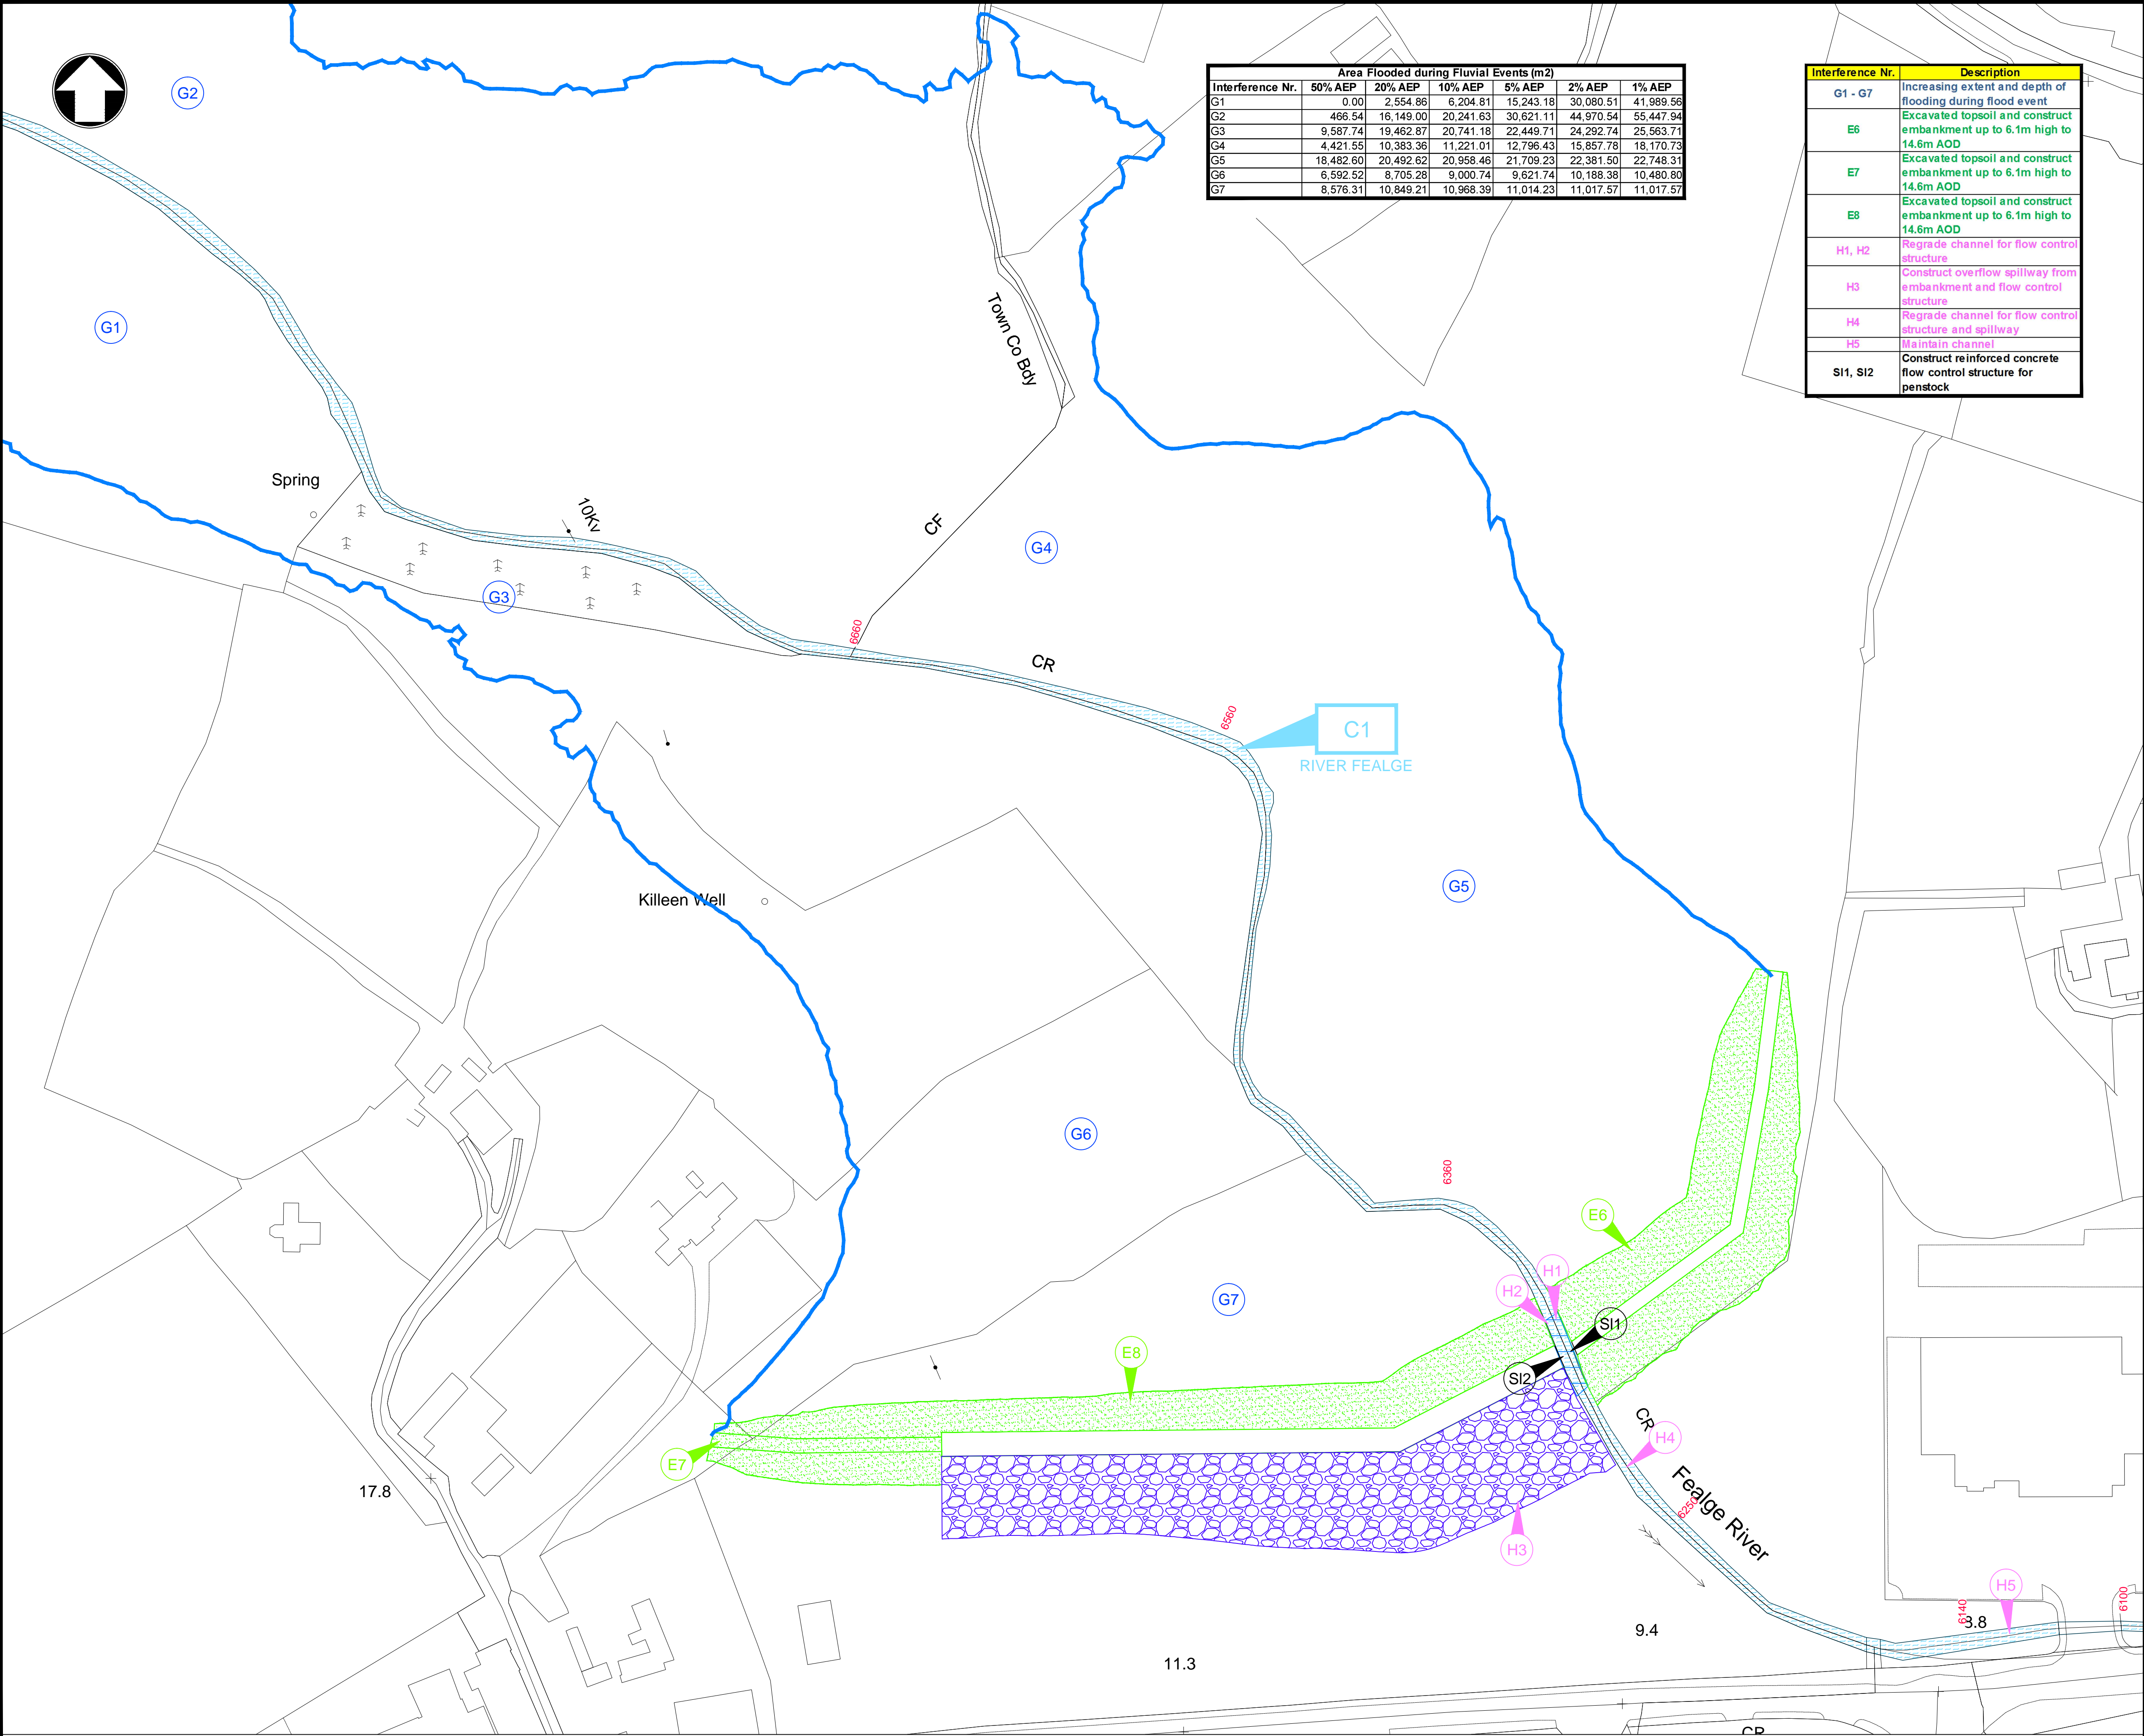 G2
Area Flooded during Fluvial Events (m2)
Interference Nr. 50% AEP 20% AEP 10% AEP 5% AEP 2% AEP 1% AEP
G1 0.00 2,554.86 6,204.81 15,243.18 30,080.51 41,989.56
G2 466.54 16,149.00 20,241.63 30,621.11 44,970.54 55,447.94
G3 9,587.74 19,462.87 20,741.18 22,449.71 24,292.74 25,563.71
G4 4,421.55 10,383.36 11,221.01 12,796.43 15,857.78 18,170.73
G5 18,482.60 20,492.62 20,958.46 21,709.23 22,381.50 22,748.31
G6 6,592.52 8,705.28 9,000.74 9,621.74 10,188.38 10,480.80
G7 8,576.31 10,849.21 10,968.39 11,014.23 11,017.57 11,017.57
Interference Nr. Description
G1 - G7 Increasing extent and depth of
flooding during flood event
E6 Excavated topsoil and construct
embankment up to 6.1m high to
14.6m AOD
E7 Excavated topsoil and construct
embankment up to 6.1m high to
14.6m AOD
E8 Excavated topsoil and construct
embankment up to 6.1m high to
14.6m AOD
H1, H2 Regrade channel for flow control
structure
H3 Construct overflow spillway from
embankment and flow control
structure
H4 Regrade channel for flow control
structure and spillway
H5 Maintain channel
SI1, SI2 Construct reinforced concrete
flow control structure for
penstock
G1
Town Co Bdy
Spring
10Kv
CF
G4
G3
6660
CR
6560
C1
RIVER FEALGE
Killeen Well
G5
G6
6360
E6
H1
H2
G7
SI1
E8
SI2
CR
H4
E7
17.8
Fealge River
6250
H3
H5
6140
6100
3.8
9.4
11.3
CR